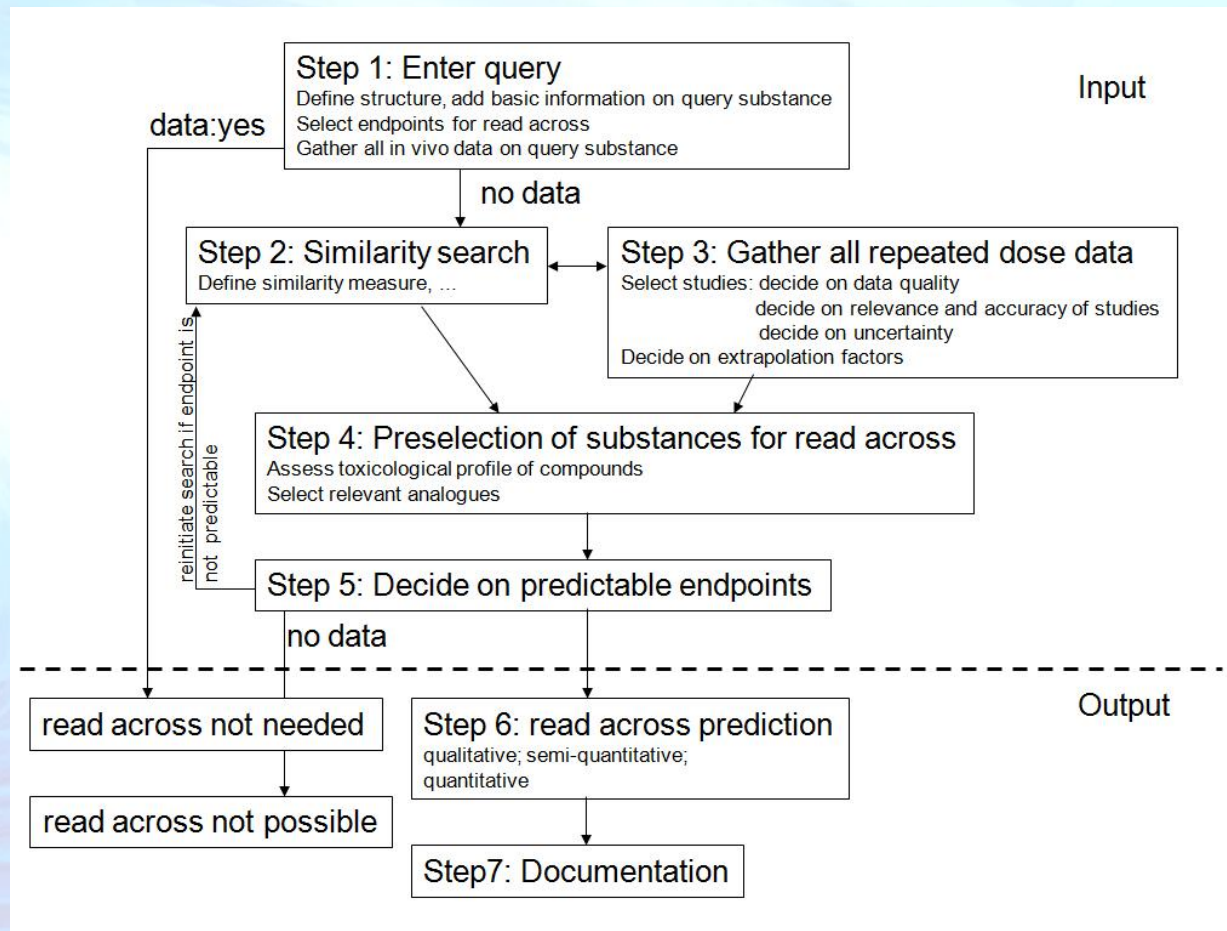 Step 1: Enter query
Define structure, add basic information on query substance
Select endpoints for read across
Gather all in vivo data on query substance
Input
data:yes
no data
Step 2: Similarity search
Define similarity measure, ...
Step 3: Gather all repeated dose data
Select studies: decide on data quality
decide on relevance and accuracy of studies
decide on uncertainty
Decide on extrapolation factors
reinitiate search if endpoint is
not predictable
Step 4: Preselection of substances for read across
Assess toxicological profile of compounds
Select relevant analogues
Step 5: Decide on predictable endpoints
no data
Output
read across not needed
read across not possible
Step 6: read across prediction
qualitative; semi-quantitative;
quantitative
Step7: Documentation